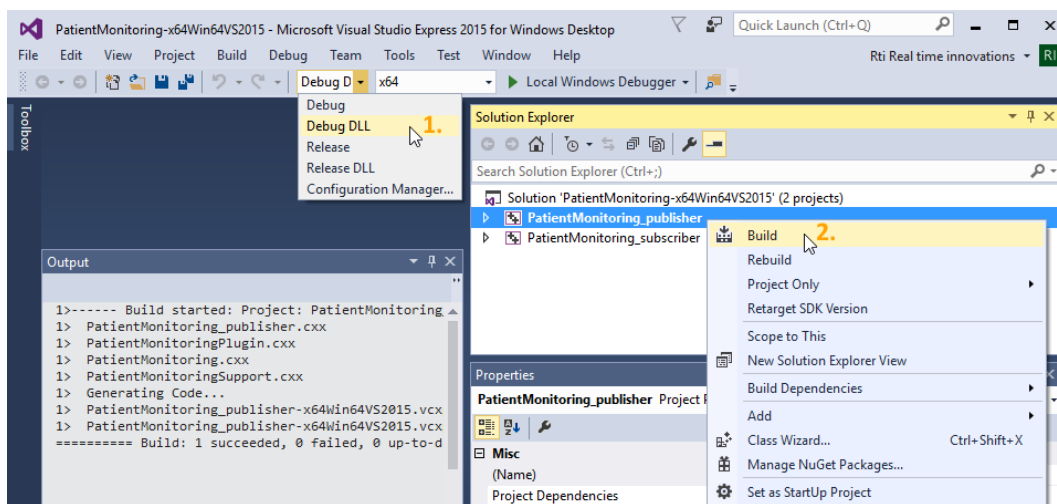 PatientMonitoring-x64Win64VS2015 - Microsoft Visual Studio Express 2015 for Windows Desktop
Quick Launch (Ctrl+Q)
File Edit View Project Build Debug Team Tools Test Window Help
Rti Real time innovations
RI
Debug D
x64
Local Windows Debugger
Toolbox
Debug
Debug DLL
1.
Release
Release DLL
Configuration Manager...
Solution Explorer
Search Solution Explorer (Ctrl+;)
Solution 'PatientMonitoring-x64Win64VS2015' (2 projects)
PatientMonitoring_publisher
PatientMonitoring_subscriber
Build
2.
Rebuild
Project Only
Retarget SDK Version
Scope to This
New Solution Explorer View
Build Dependencies
Add
Class Wizard... Ctrl+Shift+X
Manage NuGet Packages...
Set as StartUp Project
Output
1>------ Build started: Project: PatientMonitoring_
1> PatientMonitoring_publisher.cxx
1> PatientMonitoringPlugin.cxx
1> PatientMonitoring.cxx
1> PatientMonitoringSupport.cxx
1> Generating Code...
1> PatientMonitoring_publisher-x64Win64VS2015.vcx
1> PatientMonitoring_publisher-x64Win64VS2015.vcx
========== Build: 1 succeeded, 0 failed, 0 up-to-d
Properties
PatientMonitoring_publisher Project
Misc
(Name)
Project Dependencies